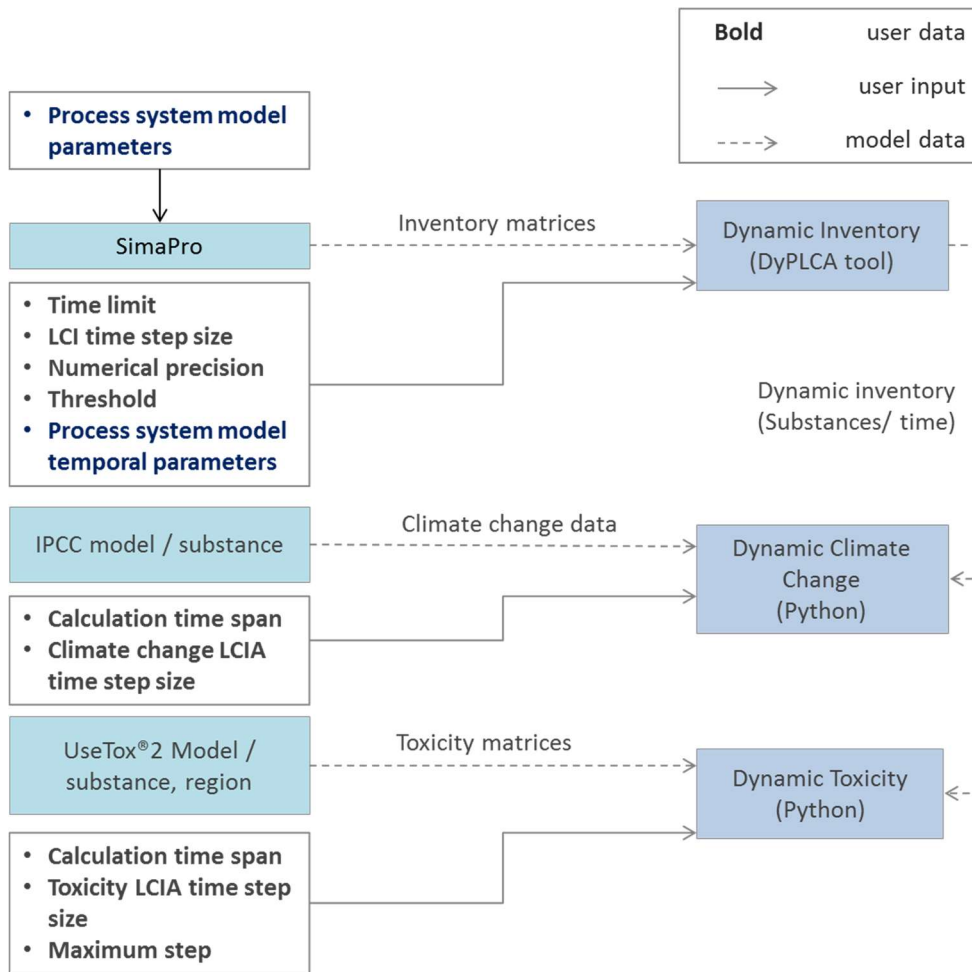 Bold user data
user input
model data
• Process system model
parameters
SimaPro
Inventory matrices
Dynamic Inventory
(DyPLCA tool)
• Time limit
• LCI time step size
• Numerical precision
• Threshold
• Process system model
temporal parameters
Dynamic inventory
(Substances/ time)
IPCC model / substance
Climate change data
Dynamic Climate
Change
(Python)
• Calculation time span
• Climate change LCIA
time step size
UseTox®2 Model /
substance, region
Toxicity matrices
Dynamic Toxicity
(Python)
• Calculation time span
• Toxicity LCIA time step
size
• Maximum step